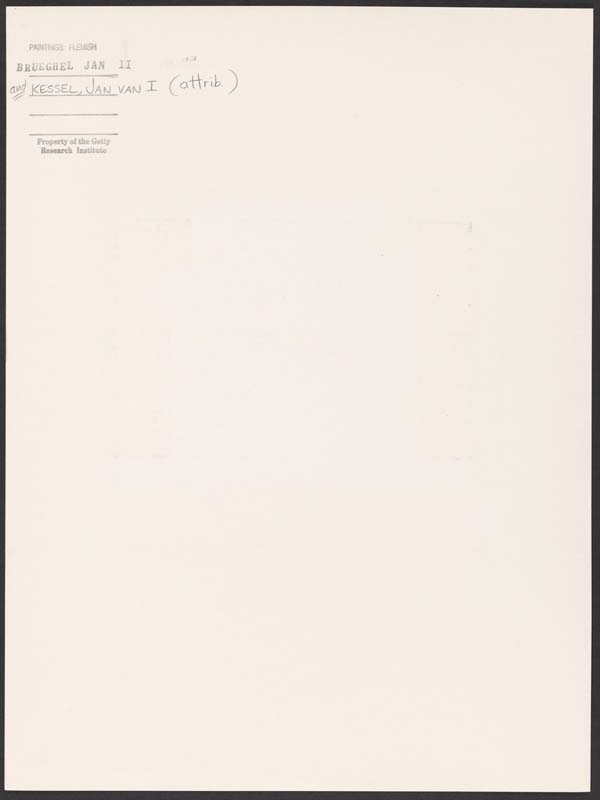 PAINTINGS: FLEMISH
BRUEGHEL JAN II
and KESSEL, JAN VAN I (attrib.)
Property of the Getty
Research Institute